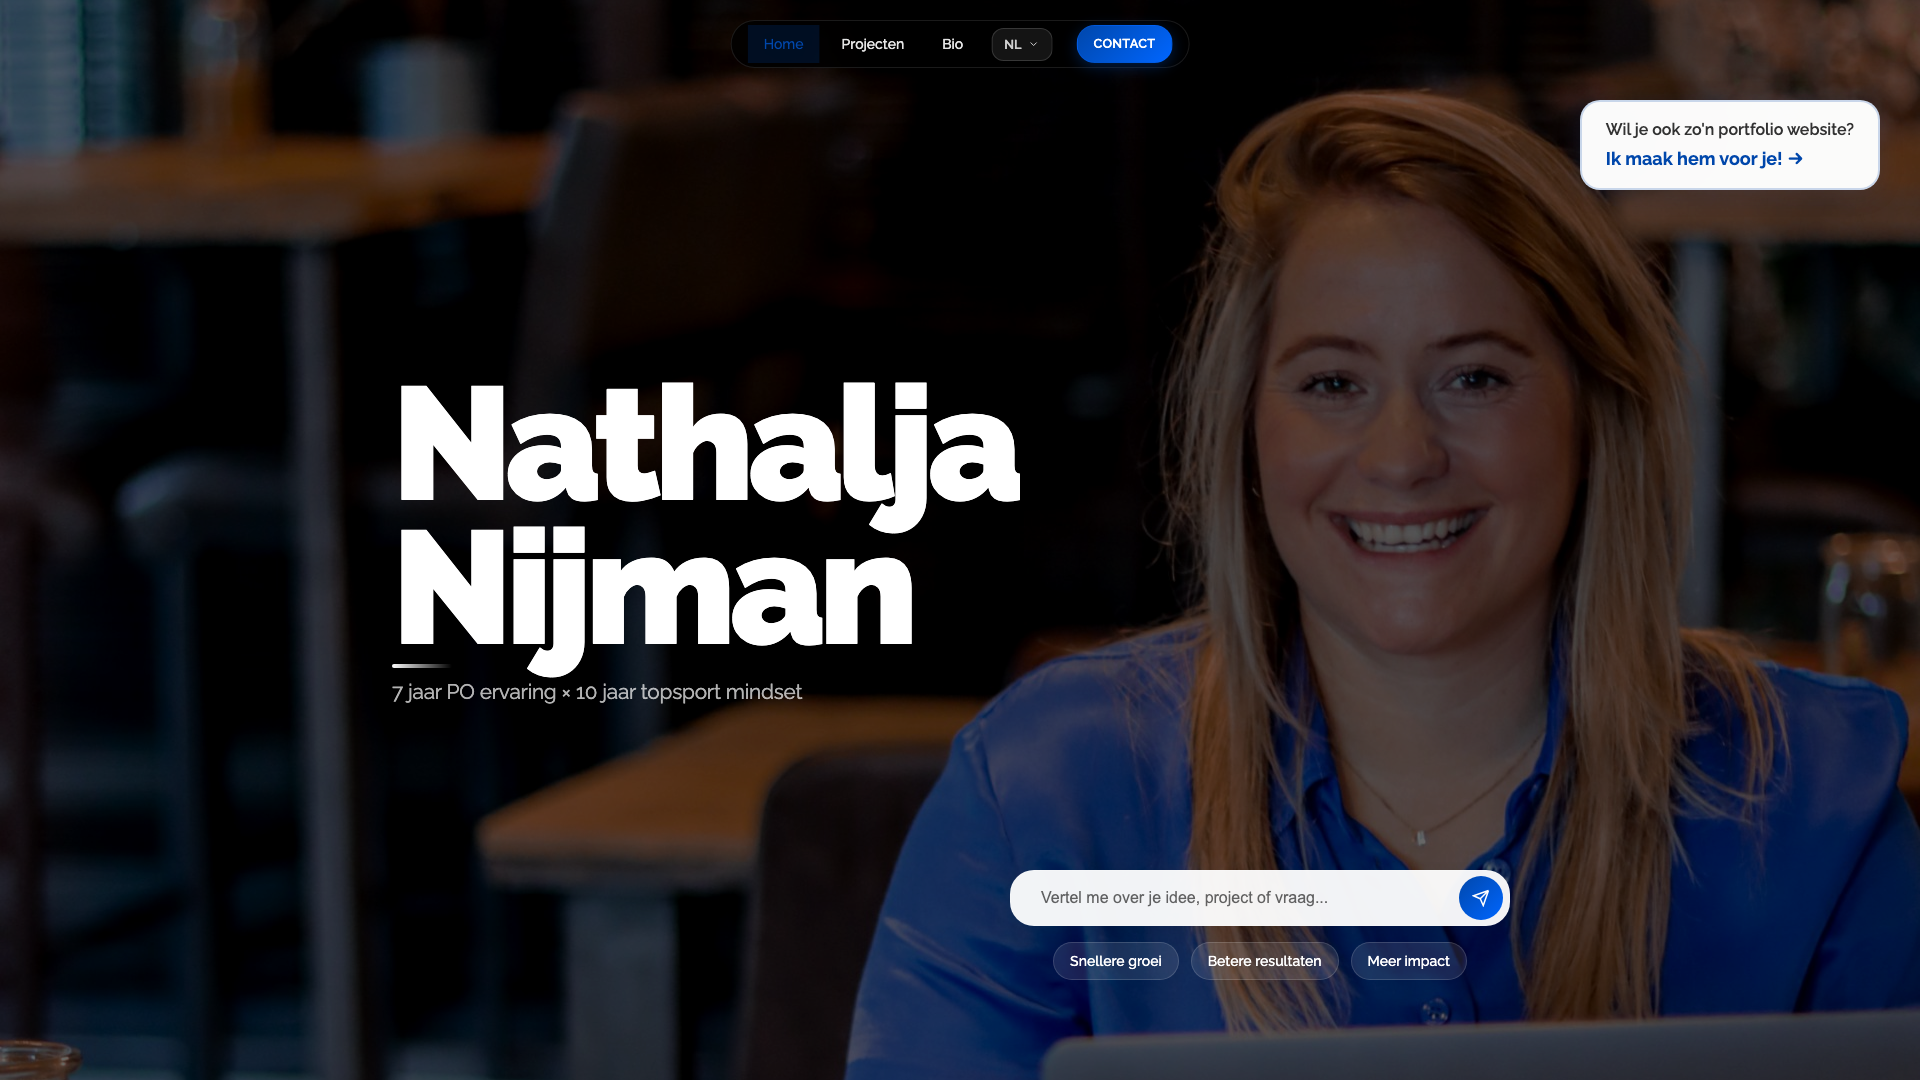 Home
Projecten
Bio
NL
CONTACT
Wil je ook zo'n portfolio website?
Ik maak hem voor je! →
Nathalja
Nijman
7 jaar PO ervaring × 10 jaar topsport mindset
Vertel me over je idee, project of vraag...
Snellere groei
Betere resultaten
Meer impact